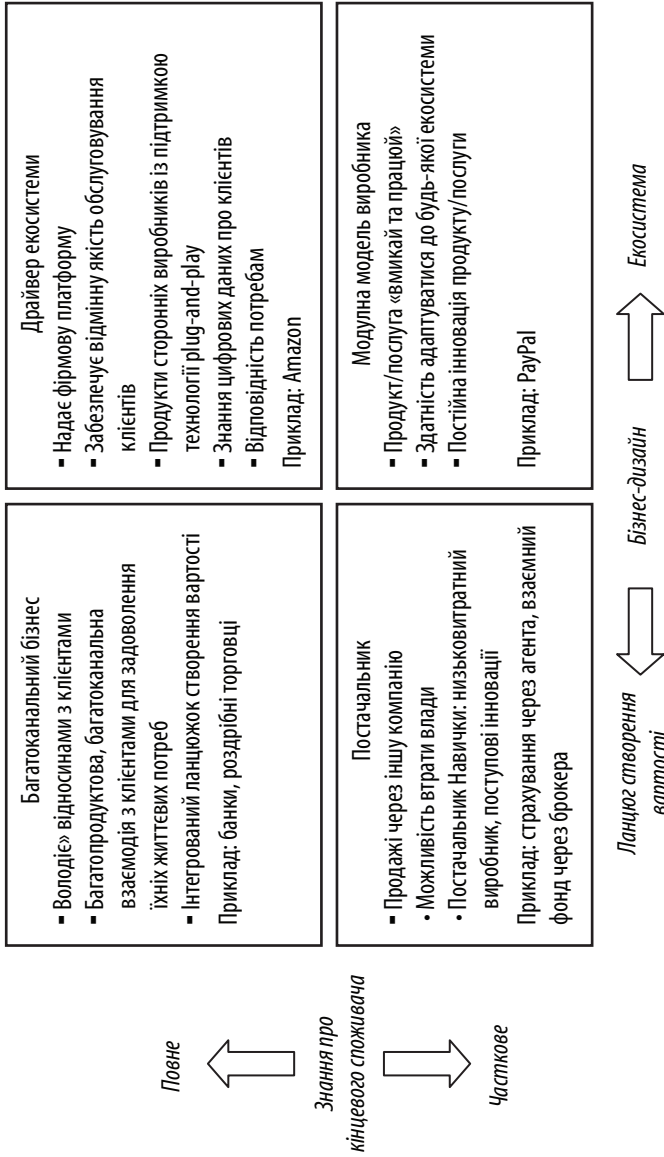 Повне
Знання про
кінцевого споживача
Часткове
Багатоканальний бізнес
▪ Володіє» відносинами з клієнтами
▪ Багатопродуктова, багатоканальна
взаємодія з клієнтами для задоволення
їхніх життєвих потреб
▪ Інтегрований ланцюжок створення вартості
Приклад: банки, роздрібні торговці
Драйвер екосистеми
▪ Надає фірмову платформу
▪ Забезпечує відмінну якість обслуговування
клієнтів
▪ Продукти сторонніх виробників із підтримкою
технології plug-and-play
▪ Знання цифрових даних про клієнтів
▪ Відповідність потребам
Приклад: Amazon
Постачальник
▪ Продажі через іншу компанію
• Можливість втрати влади
• Постачальник Навички: низьковитратний
виробник, поступові інновації
Приклад: страхування через агента, взаємний
фонд через брокера
Модулна модель виробника
▪ Продукт/послуга «вмикай та працюй»
▪ Здатність адаптуватися до будь-якої екосистеми
▪ Постійна інновація продукту/послуги
Приклад: PayPal
Ланцюг створення
вартості
Бізнес-дизайн
Екосистема